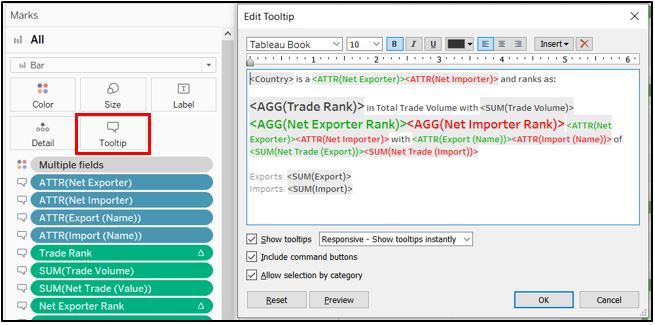 Marks
All
Bar
Color
Size
Label
Detail
Tooltip
Multiple fields
ATTR(Net Exporter)
ATTR(Net Importer)
ATTR(Export (Name))
ATTR(Import (Name))
Trade Rank
SUM(Trade Volume)
SUM(Net Trade (Value))
Net Exporter Rank
Edit Tooltip
Tableau Book 10 B I U Insert
1 2 3 4 5 6
<Country> is a <ATTR(Net Exporter)><ATTR(Net Importer)> and ranks as:
<AGG(Trade Rank)> in Total Trade Volume with <SUM(Trade Volume)>
<AGG(Net Exporter Rank)><AGG(Net Importer Rank)> <ATTR(Net
Exporter)><ATTR(Net Importer)> with <ATTR(Export (Name))><ATTR(Import (Name))> of
<SUM(Net Trade (Export))><SUM(Net Trade (Import))>
Exports: <SUM(Export)>
Imports: <SUM(Import)>
Show tooltips Responsive - Show tooltips instantly
Include command buttons
Allow selection by category
Reset Preview OK Cancel